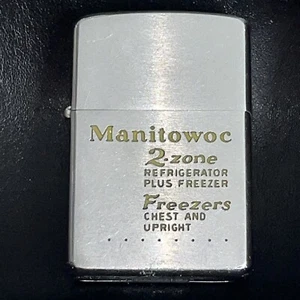 Manitowoc
2-zone
REFRIGERATOR
PLUS FREEZER
Freezers
CHEST AND
UPRIGHT